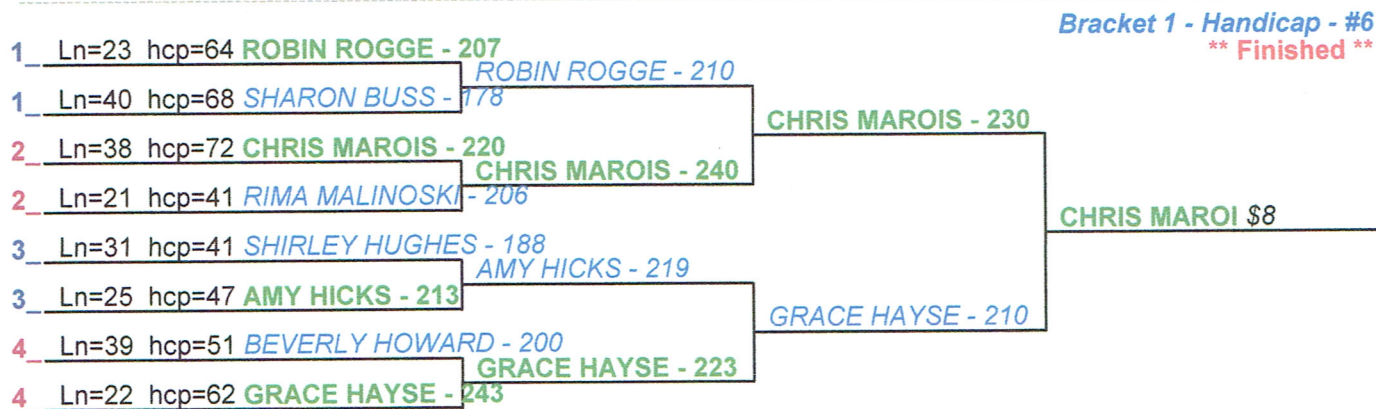 Bracket 1 - Handicap - #6
** Finished **
1_ Ln=23 hcp=64 ROBIN ROGGE - 207
ROBIN ROGGE - 210
1_ Ln=40 hcp=68 SHARON BUSS - 178
CHRIS MAROIS - 230
2_ Ln=38 hcp=72 CHRIS MAROIS - 220
CHRIS MAROIS - 240
2_ Ln=21 hcp=41 RIMA MALINOSKI - 206
CHRIS MAROI $8
3_ Ln=31 hcp=41 SHIRLEY HUGHES - 188
AMY HICKS - 219
3_ Ln=25 hcp=47 AMY HICKS - 213
GRACE HAYSE - 210
4_ Ln=39 hcp=51 BEVERLY HOWARD - 200
GRACE HAYSE - 223
4 Ln=22 hcp=62 GRACE HAYSE - 243